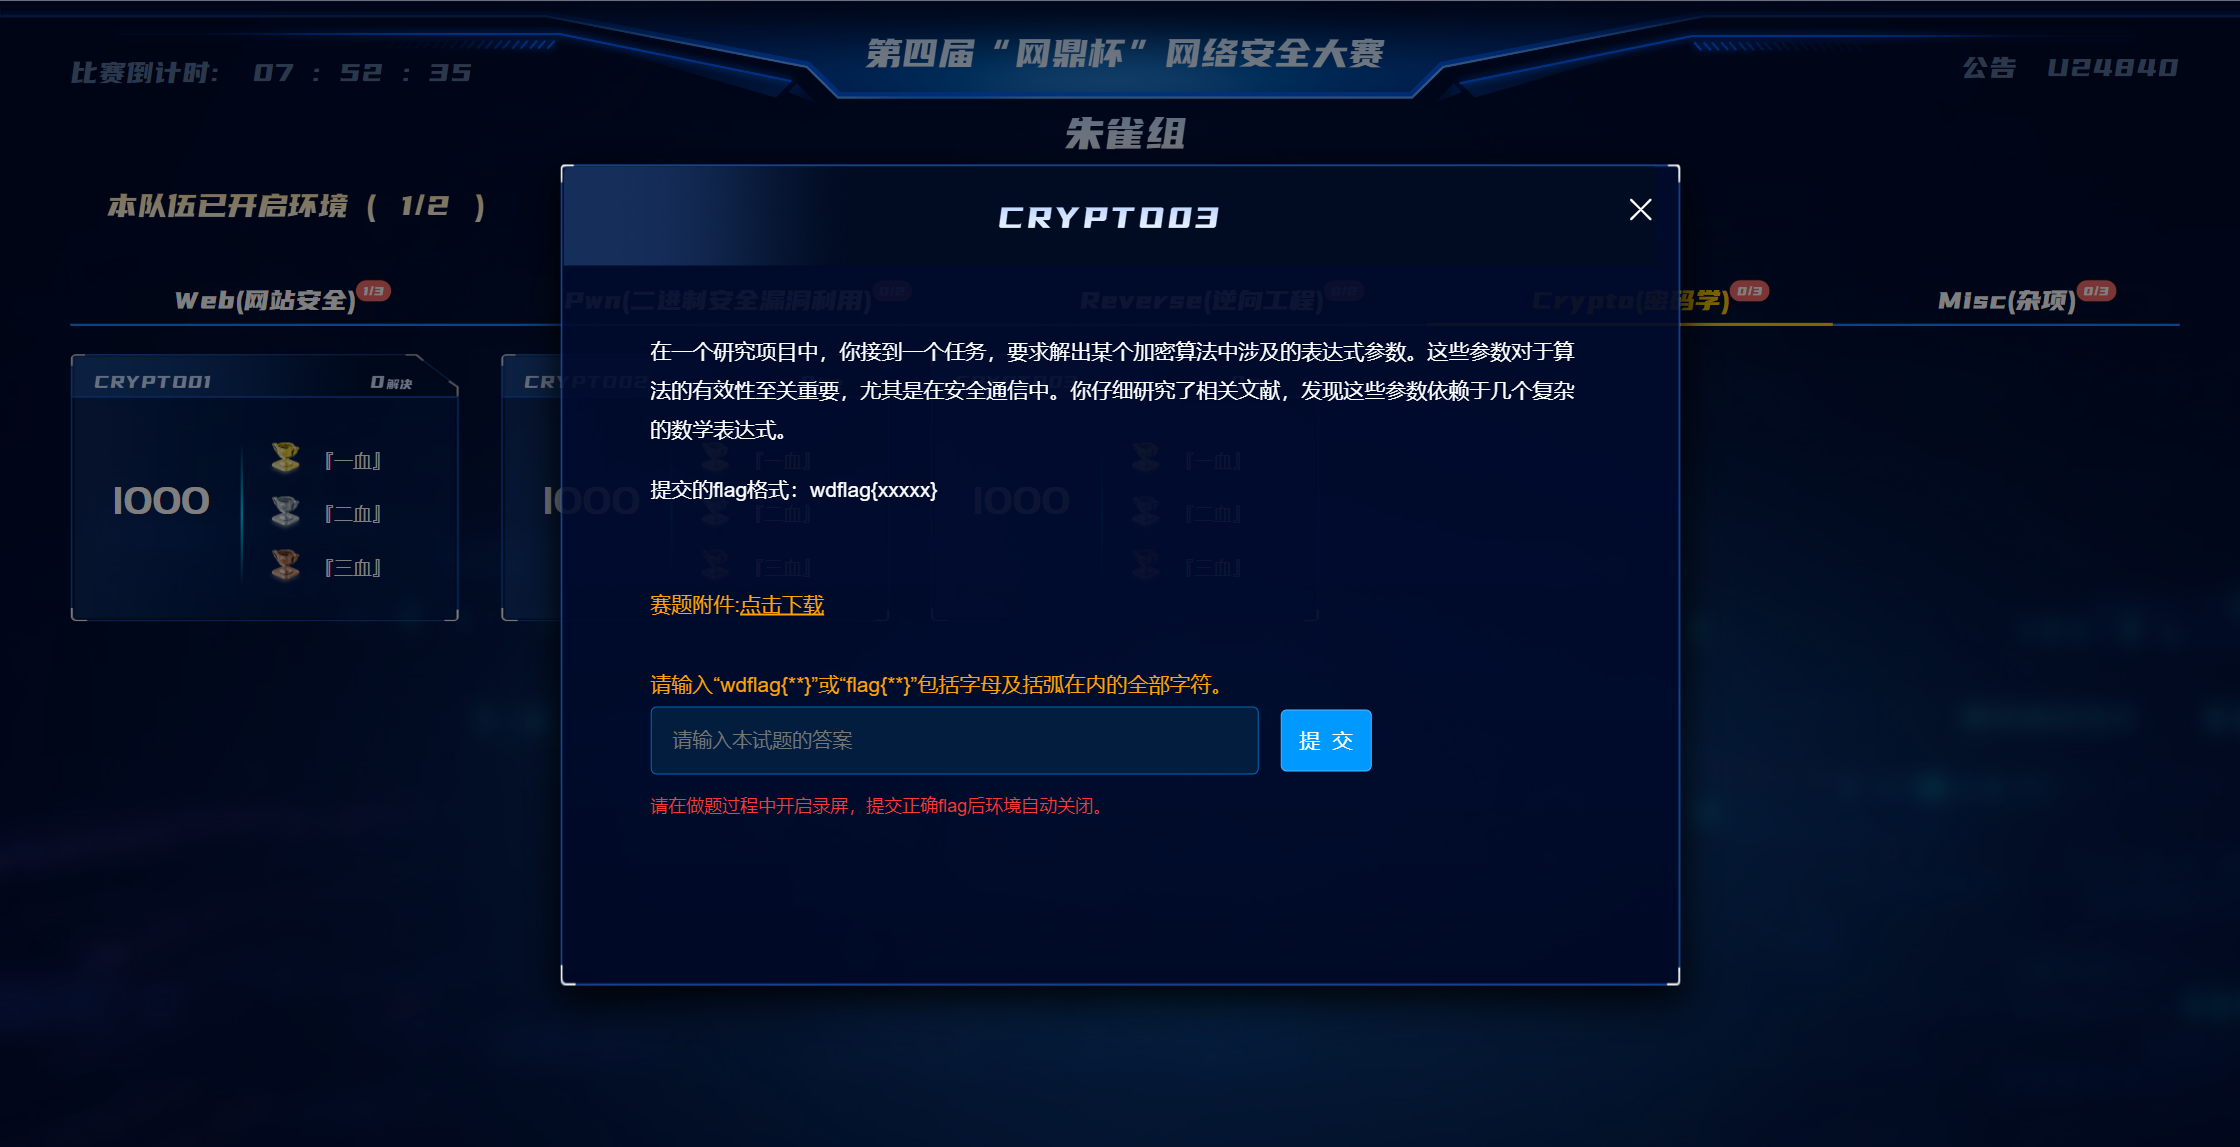 第四届“网鼎杯”网络安全大赛
比赛倒计时: 07 : 52 : 35
公告 U24840
朱雀组
本队伍已开启环境 ( 1/2 )
CRYPTO03
Web(网站安全) 1/3
Pwn(二进制安全漏洞利用) 0/2
Reverse(逆向工程) 0/2
Crypto(密码学) 0/3
Misc(杂项) 0/3
CRYPTO01 0解决
1000
『一血』
『二血』
『三血』
CRYPTO02
1000
『一血』
『二血』
『三血』
1000
『一血』
『二血』
『三血』
在一个研究项目中，你接到一个任务，要求解出某个加密算法中涉及的表达式参数。这些参数对于算
法的有效性至关重要，尤其是在安全通信中。你仔细研究了相关文献，发现这些参数依赖于几个复杂
的数学表达式。
提交的flag格式：wdflag{xxxxx}
赛题附件:点击下载
请输入“wdflag{**}”或“flag{**}”包括字母及括弧在内的全部字符。
请输入本试题的答案
提 交
请在做题过程中开启录屏，提交正确flag后环境自动关闭。